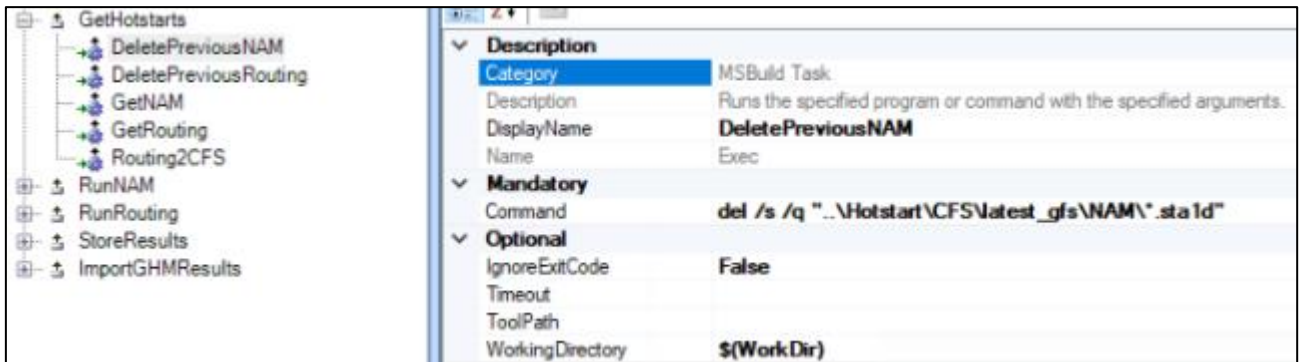 GetHotstarts
DeletePreviousNAM
DeletePreviousRouting
GetNAM
GetRouting
Routing2CFS
RunNAM
RunRouting
StoreResults
ImportGHMResults
Description
Category MSBuild Task
Description Runs the specified program or command with the specified arguments.
DisplayName DeletePreviousNAM
Name Exec
Mandatory
Command del /s /q "..\Hotstart\CFS\latest_gfs\NAM\*.sta1d"
Optional
IgnoreExitCode False
Timeout
ToolPath
WorkingDirectory $(WorkDir)